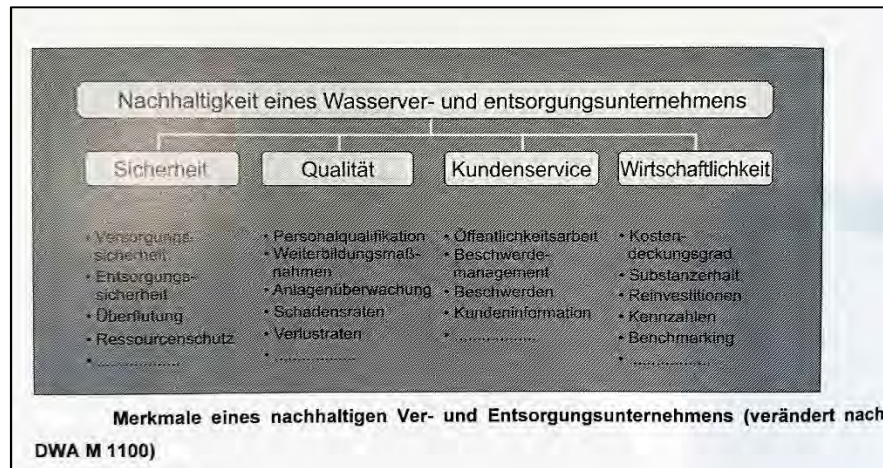 Nachhaltigkeit eines Wasserver- und entsorgungsunternehmens
Sicherheit
• Versorgungs-
sicherheit
• Entsorgungs-
sicherheit
• Überflutung
• Ressourcenschutz
• ..................
Qualität
• Personalqualifikation
• Weiterbildungsmaß-
nahmen
• Anlagenüberwachung
• Schadensraten
• Verlustraten
• ..................
Kundenservice
• Öffentlichkeitsarbeit
• Beschwerde-
management
• Beschwerden
• Kundeninformation
• ..................
Wirtschaftlichkeit
• Kosten-
deckungsgrad
• Substanzerhalt
• Reinvestitionen
• Kennzahlen
• Benchmarking
• ..................
Merkmale eines nachhaltigen Ver- und Entsorgungsunternehmens (verändert nach
DWA M 1100)